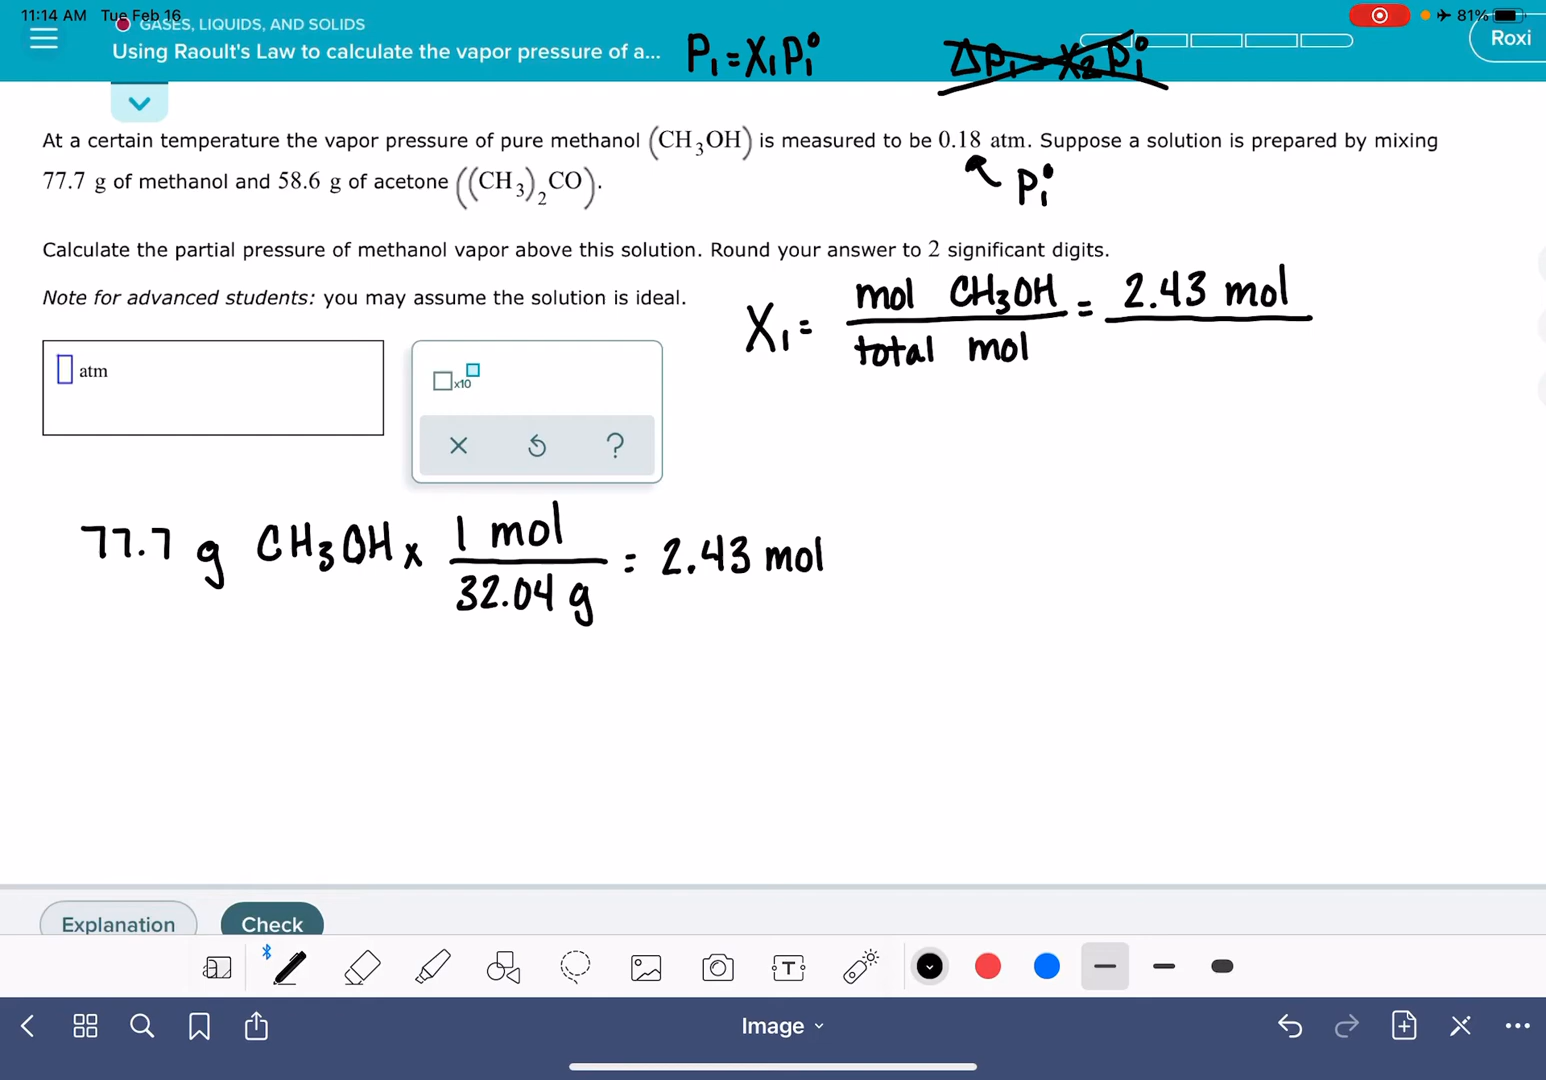 11:14 AM Tue Feb 16
81%
GASES, LIQUIDS, AND SOLIDS
Using Raoult's Law to calculate the vapor pressure of a...
P₁=X₁P₁°
ΔP₁=X₂P₁°
Roxi
At a certain temperature the vapor pressure of pure methanol (CH₃OH) is measured to be 0.18 atm. Suppose a solution is prepared by mixing
77.7 g of methanol and 58.6 g of acetone ((CH₃)₂CO).
P₁°
Calculate the partial pressure of methanol vapor above this solution. Round your answer to 2 significant digits.
Note for advanced students: you may assume the solution is ideal.
X₁ = mol CH₃OH / total mol = 2.43 mol
atm
x10
?
77.7 g CH₃OH x 1 mol / 32.04 g = 2.43 mol
Explanation
Check
a
T
Image